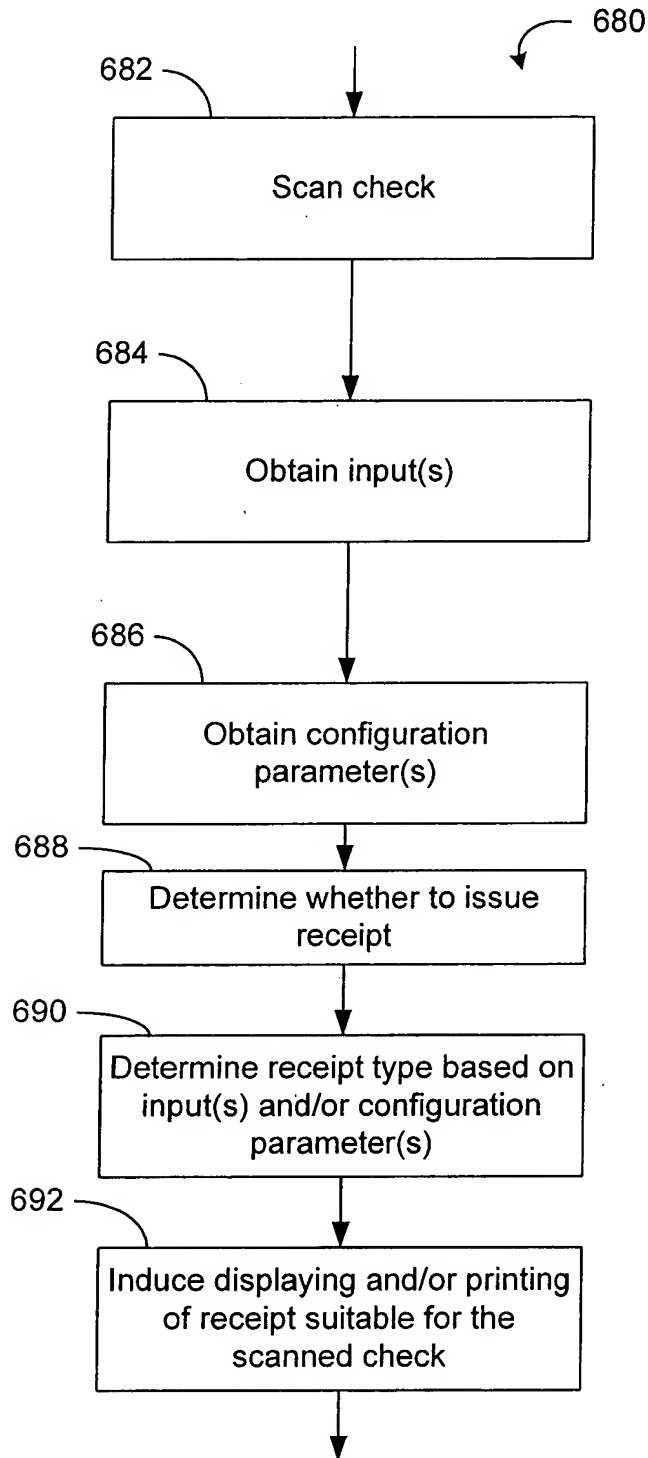 680
682
Scan check
684
Obtain input(s)
686
Obtain configuration
parameter(s)
688
Determine whether to issue
receipt
690
Determine receipt type based on
input(s) and/or configuration
parameter(s)
692
Induce displaying and/or printing
of receipt suitable for the
scanned check